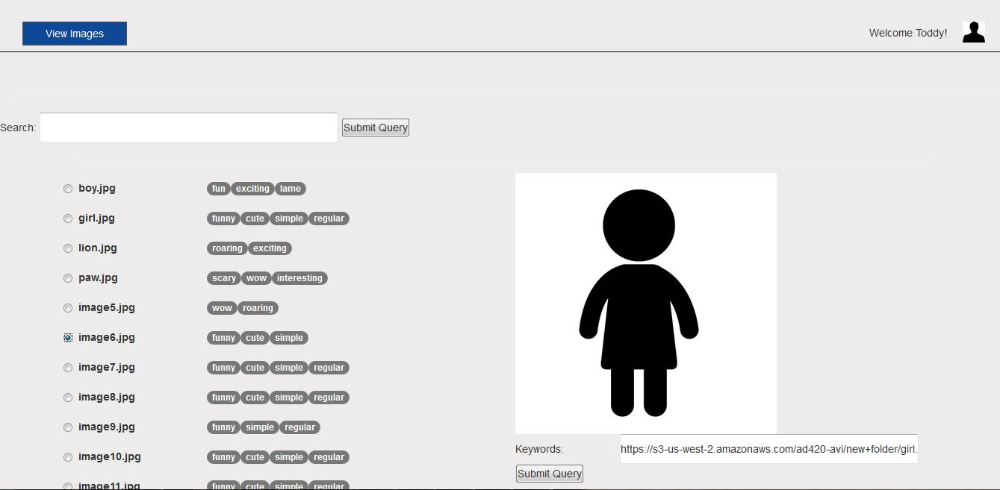 View Images
Welcome Toddy!
Search:
Submit Query
boy.jpg fun exciting lame
girl.jpg funny cute simple regular
lion.jpg roaring exciting
paw.jpg scary wow interesting
image5.jpg wow roaring
image6.jpg funny cute simple
image7.jpg funny cute simple regular
image8.jpg funny cute simple regular
image9.jpg funny simple regular
image10.jpg funny cute simple regular
image11.jpg funny cute simple regular
Keywords: https://s3-us-west-2.amazonaws.com/ad420-avi/new+folder/girl.
Submit Query